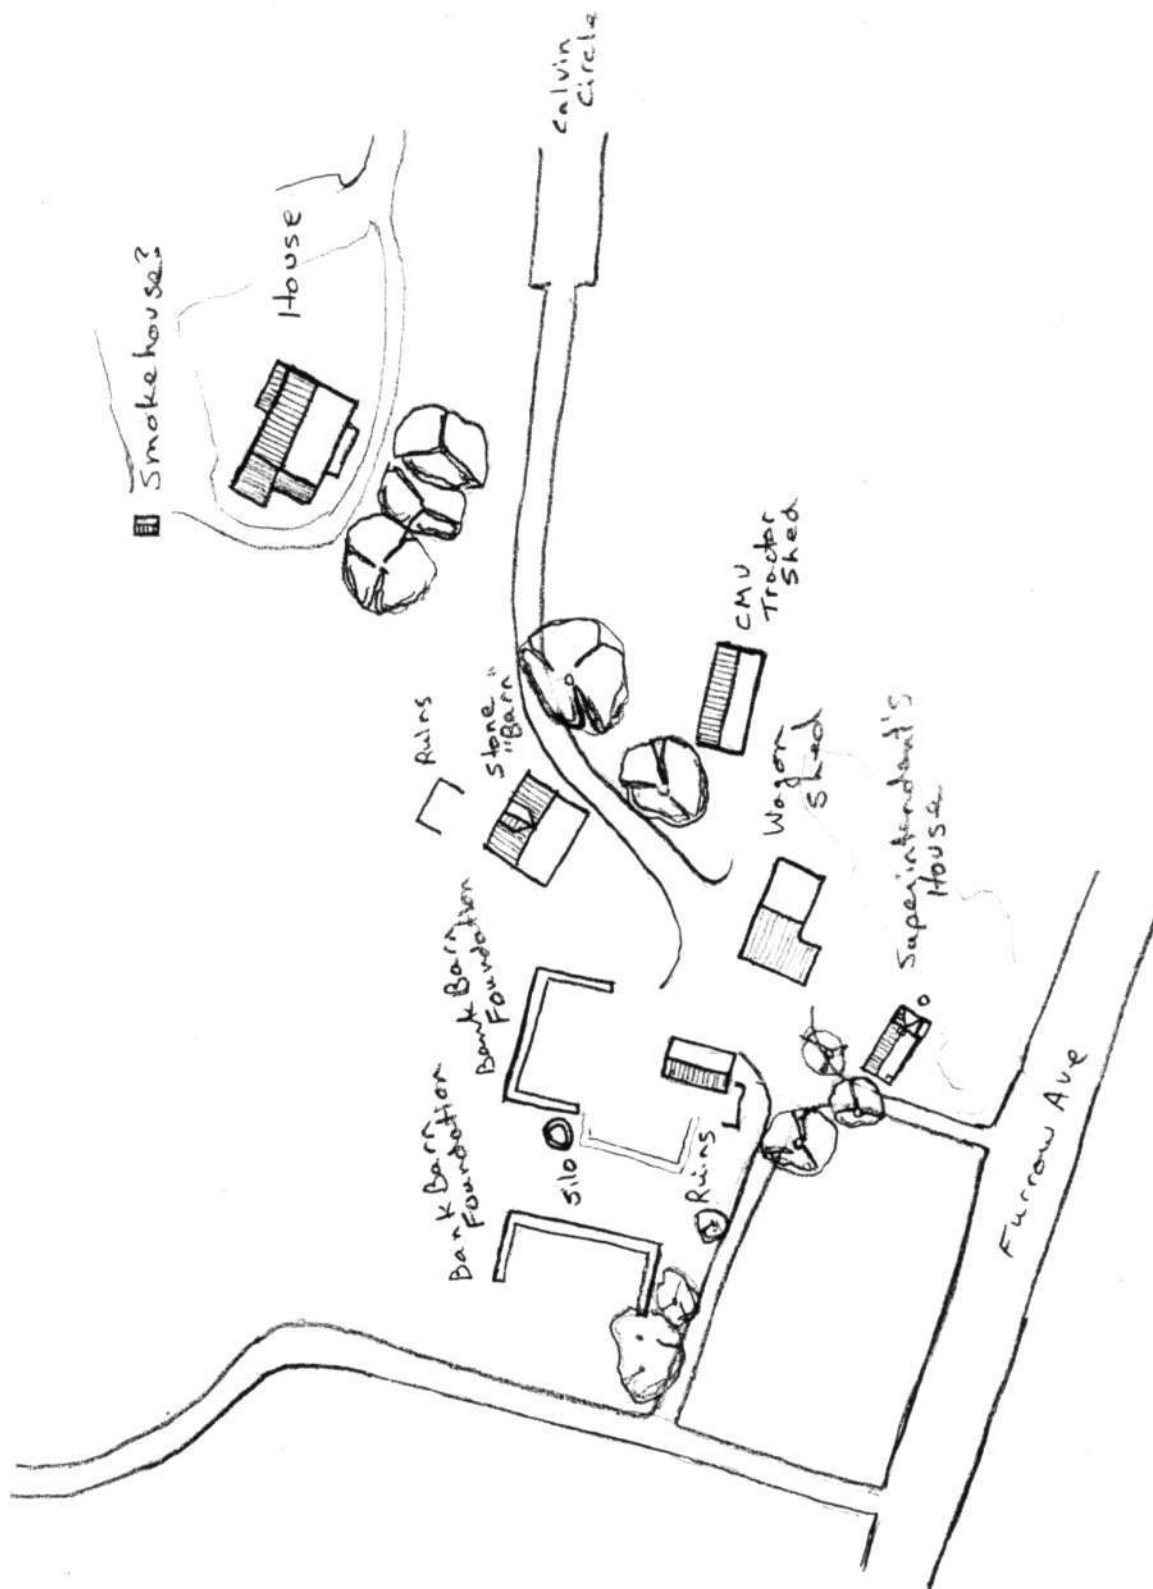 Smokehouse?
House
Calvin
Circle
Ruins
Stone
"Barn"
CMU
Tractor
Shed
Wagon
Shed
Bank Barn
Foundation
Bank Barn
Foundation
Silo
Ruins
Superintendant's
House
Furrow Ave